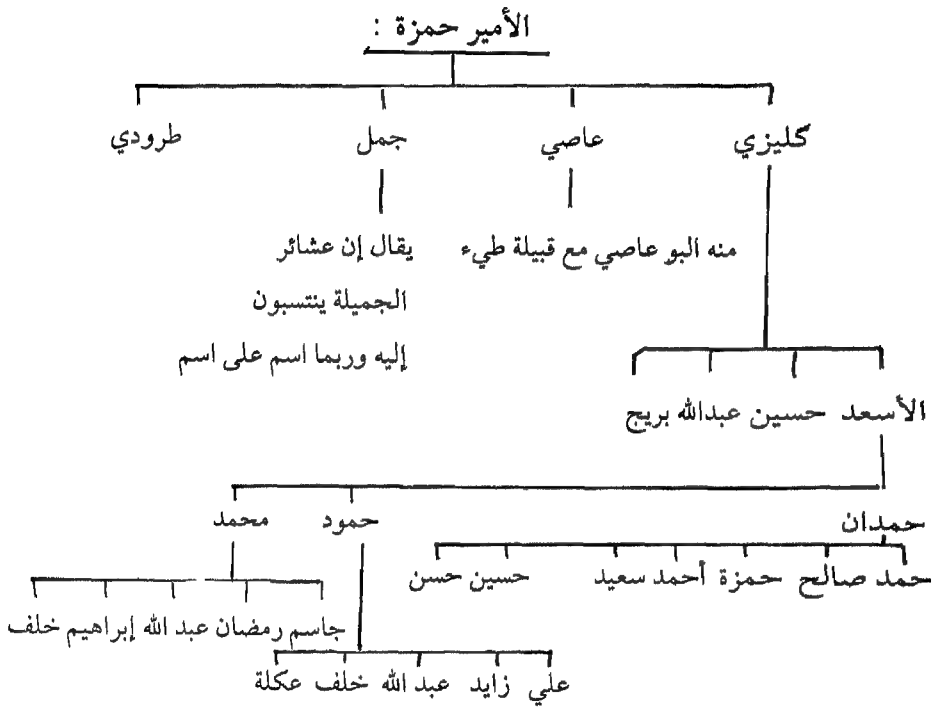 الأمير حمزة :
گليزي عاصي جمل طرودي
منه البو عاصي مع قبيلة طيء
يقال إن عشائر
الجميلة ينتسبون
إليه وربما اسم على اسم
الأسعد حسين عبدالله بريج
حمدان حمود محمد
حمد صالح حمزة أحمد سعيد حسين حسن
جاسم رمضان عبد الله إبراهيم خلف
علي زايد عبد الله خلف عكلة